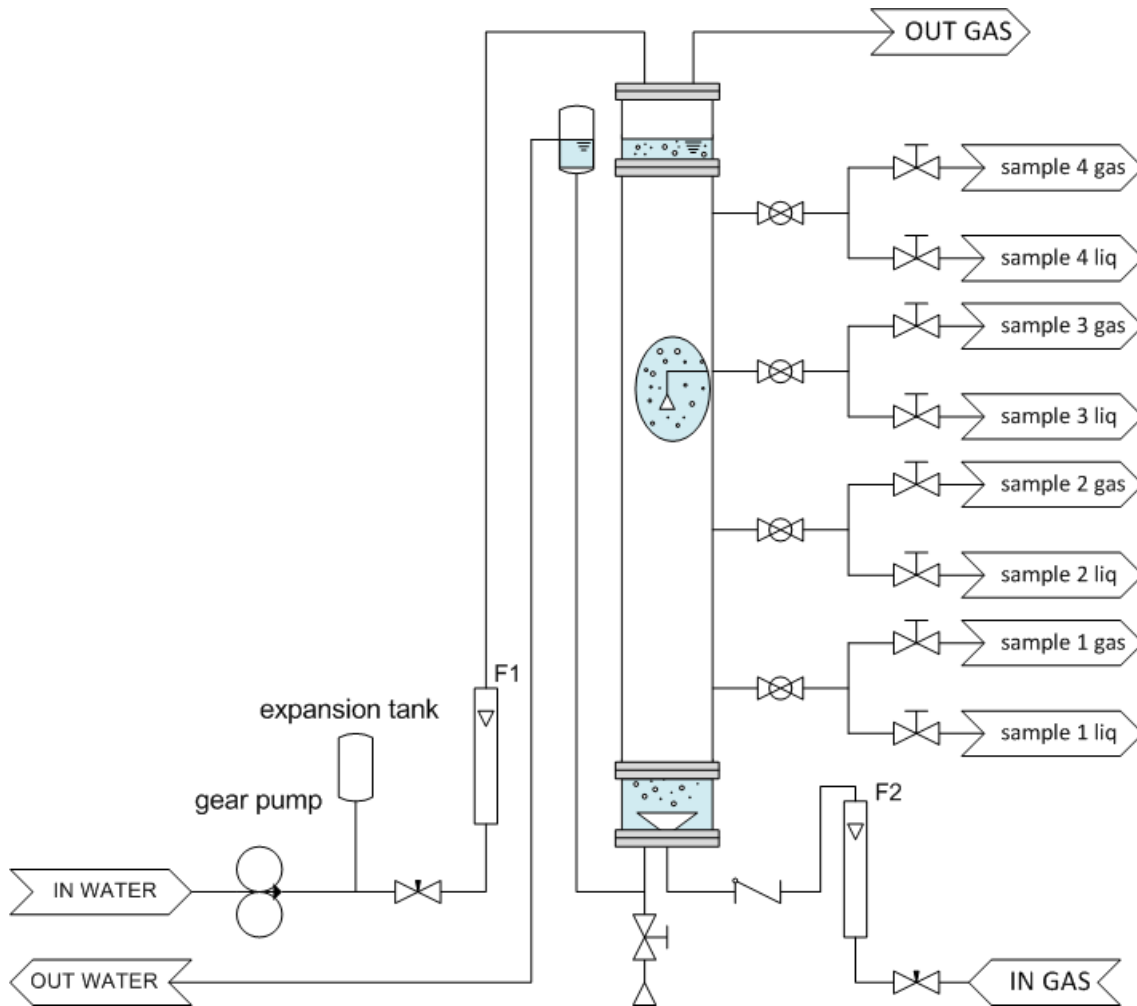 OUT GAS
sample 4 gas
sample 4 liq
sample 3 gas
sample 3 liq
sample 2 gas
sample 2 liq
sample 1 gas
F1
expansion tank
sample 1 liq
gear pump
F2
IN WATER
OUT WATER
IN GAS